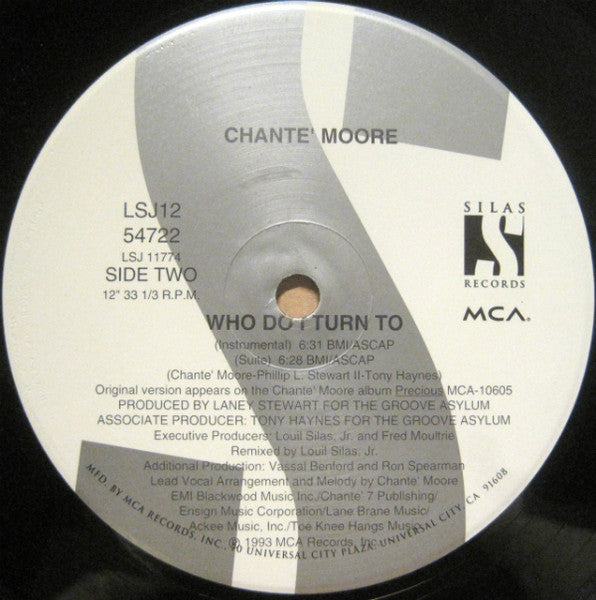 CHANTE' MOORE
LSJ12
54722
LSJ 11774
SIDE TWO
12" 33 1/3 R.P.M.
SILAS
S
RECORDS
MCA®
WHO DO I TURN TO
(Instrumental) 6:31 BMI/ASCAP
(Suite) 6:28 BMI/ASCAP
(Chante' Moore-Phillip L. Stewart II-Tony Haynes)
Original version appears on the Chante' Moore album Precious MCA-10605
PRODUCED BY LANEY STEWART FOR THE GROOVE ASYLUM
ASSOCIATE PRODUCER: TONY HAYNES FOR THE GROOVE ASYLUM
Executive Producers: Louil Silas, Jr. and Fred Moultrie
Remixed by Louil Silas, Jr.
Additional Production: Vassal Benford and Ron Spearman
Lead Vocal Arrangement and Melody by Chante' Moore
EMI Blackwood Music Inc./Chante' 7 Publishing/
Ensign Music Corporation/Lane Brane Music/
Ackee Music, Inc./Toe Knee Hangs Music
℗ 1993 MCA Records, Inc.
MFD. BY MCA RECORDS, INC., 70 UNIVERSAL CITY PLAZA, UNIVERSAL CITY, CA 91608